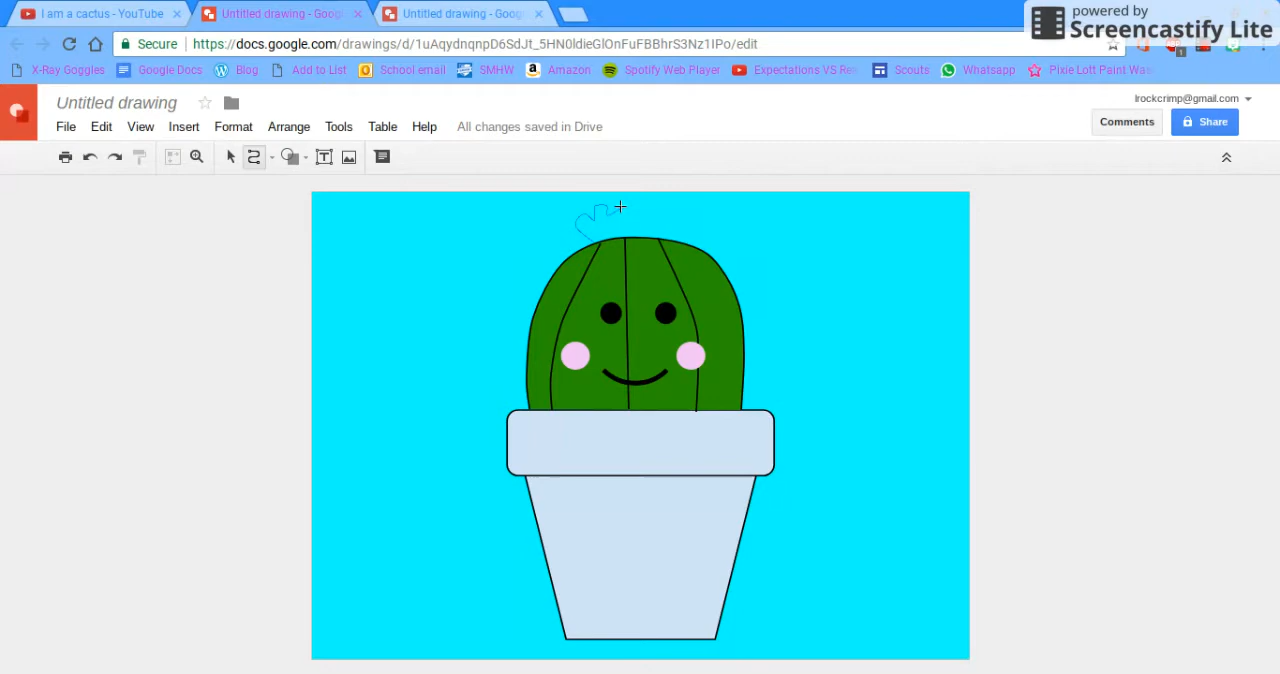 I am a cactus - YouTube
Untitled drawing - Goog
Untitled drawing - Goog
powered by
Screencastify Lite
Secure
https://docs.google.com/drawings/d/1uAqydnqnpD6SdJt_5HN0ldieGlOnFuFBBhrS3Nz1IPo/edit
X-Ray Goggles
Google Docs
Blog
Add to List
School email
SMHW
Amazon
Spotify Web Player
Expectations VS Re
Scouts
Whatsapp
Pixie Lott Paint Wa
Untitled drawing
lrockcrimp@gmail.com
File Edit View Insert Format Arrange Tools Table Help All changes saved in Drive
Comments
Share